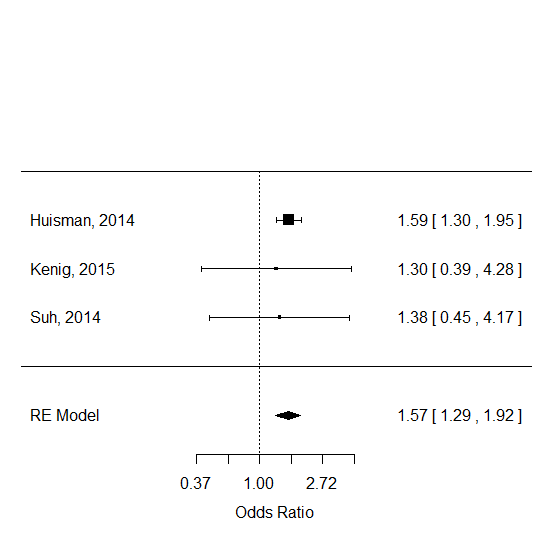 Huisman, 2014 1.59 [ 1.30 , 1.95 ]
Kenig, 2015 1.30 [ 0.39 , 4.28 ]
Suh, 2014 1.38 [ 0.45 , 4.17 ]
RE Model 1.57 [ 1.29 , 1.92 ]
0.37 1.00 2.72
Odds Ratio